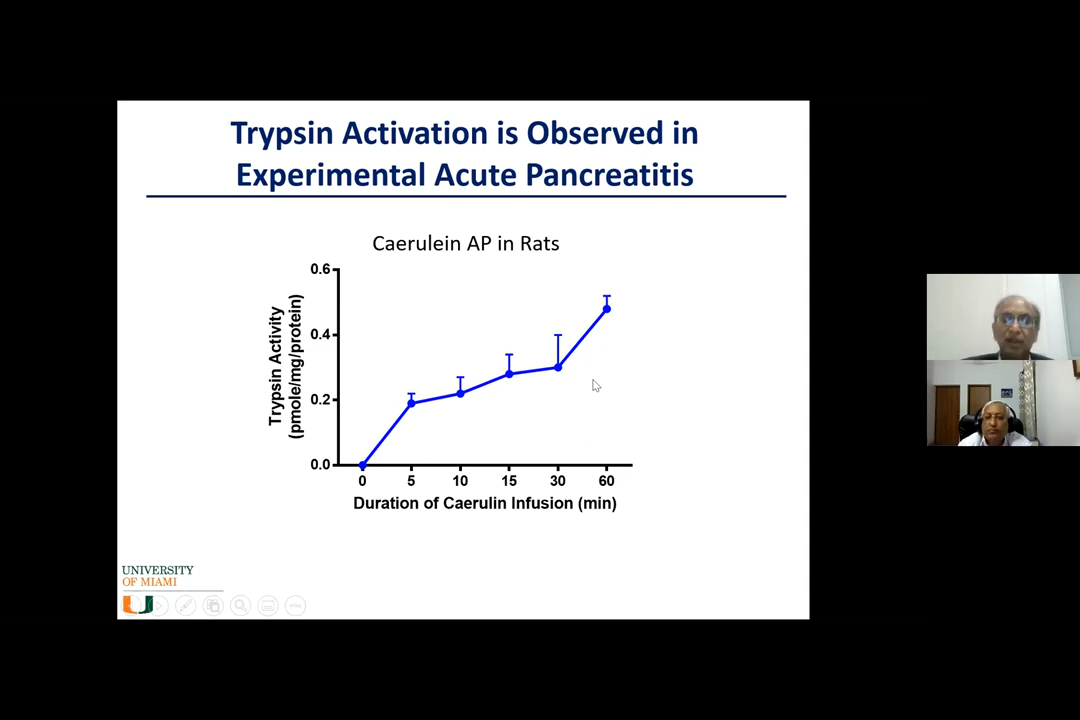 Trypsin Activation is Observed in
Experimental Acute Pancreatitis
Caerulein AP in Rats
Trypsin Activity
(pmole/mg/protein)
0.6
0.4
0.2
0.0
0 5 10 15 30 60
Duration of Caerulin Infusion (min)
UNIVERSITY
OF MIAMI